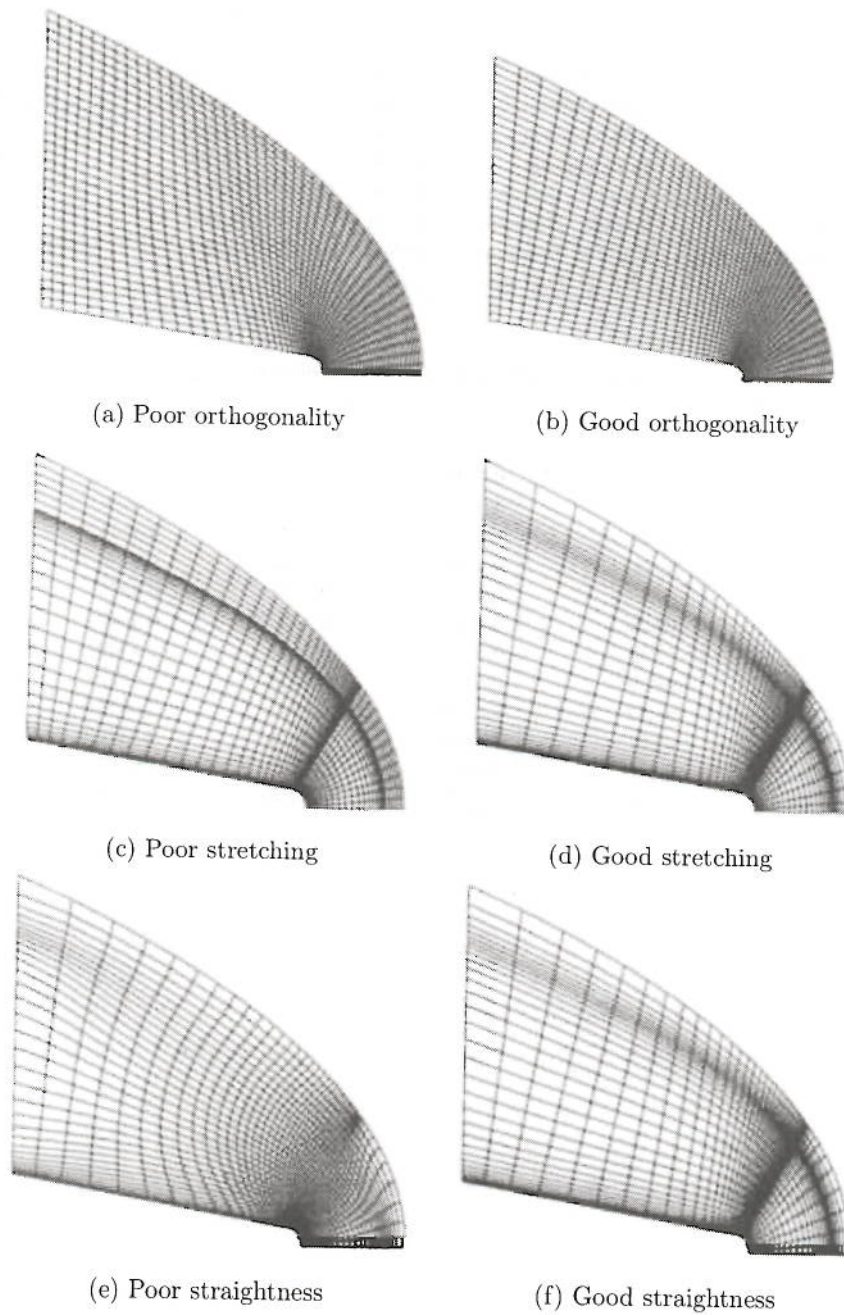 (a) Poor orthogonality
(b) Good orthogonality
(c) Poor stretching
(d) Good stretching
(e) Poor straightness
(f) Good straightness